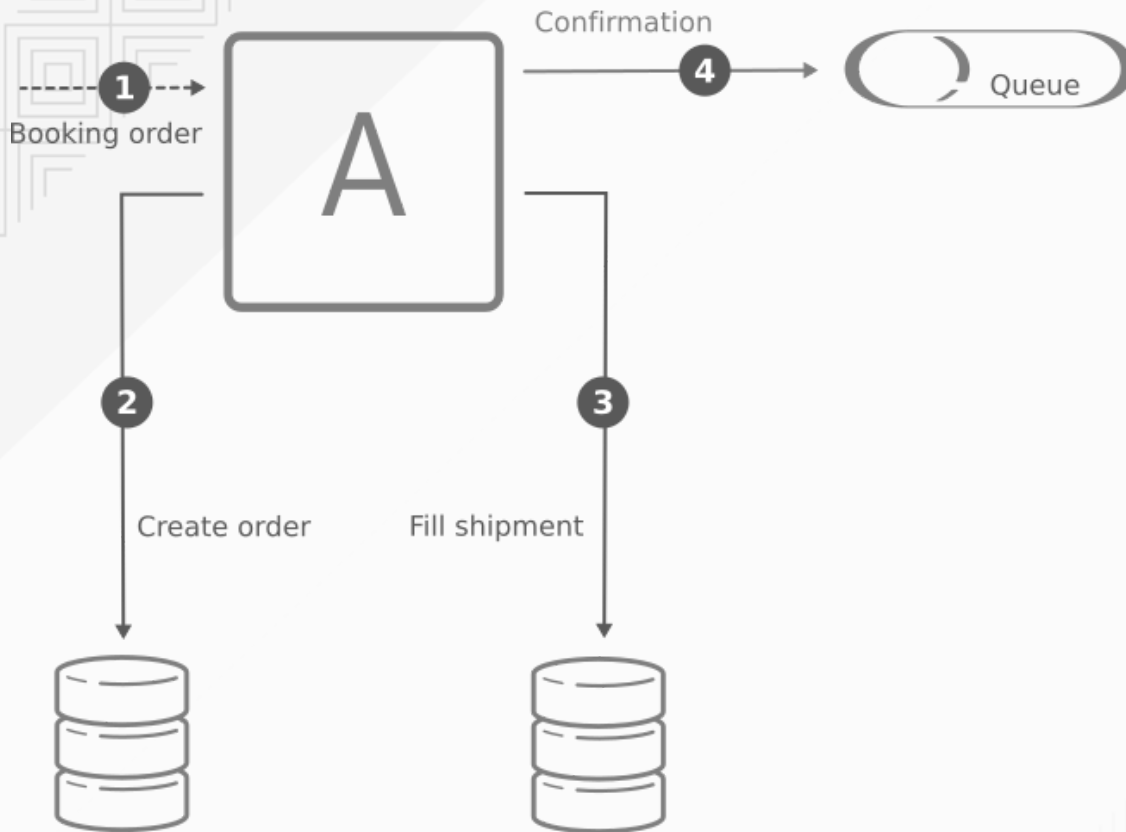 Confirmation
4
1
Queue
Booking order
A
2
3
Create order
Fill shipment